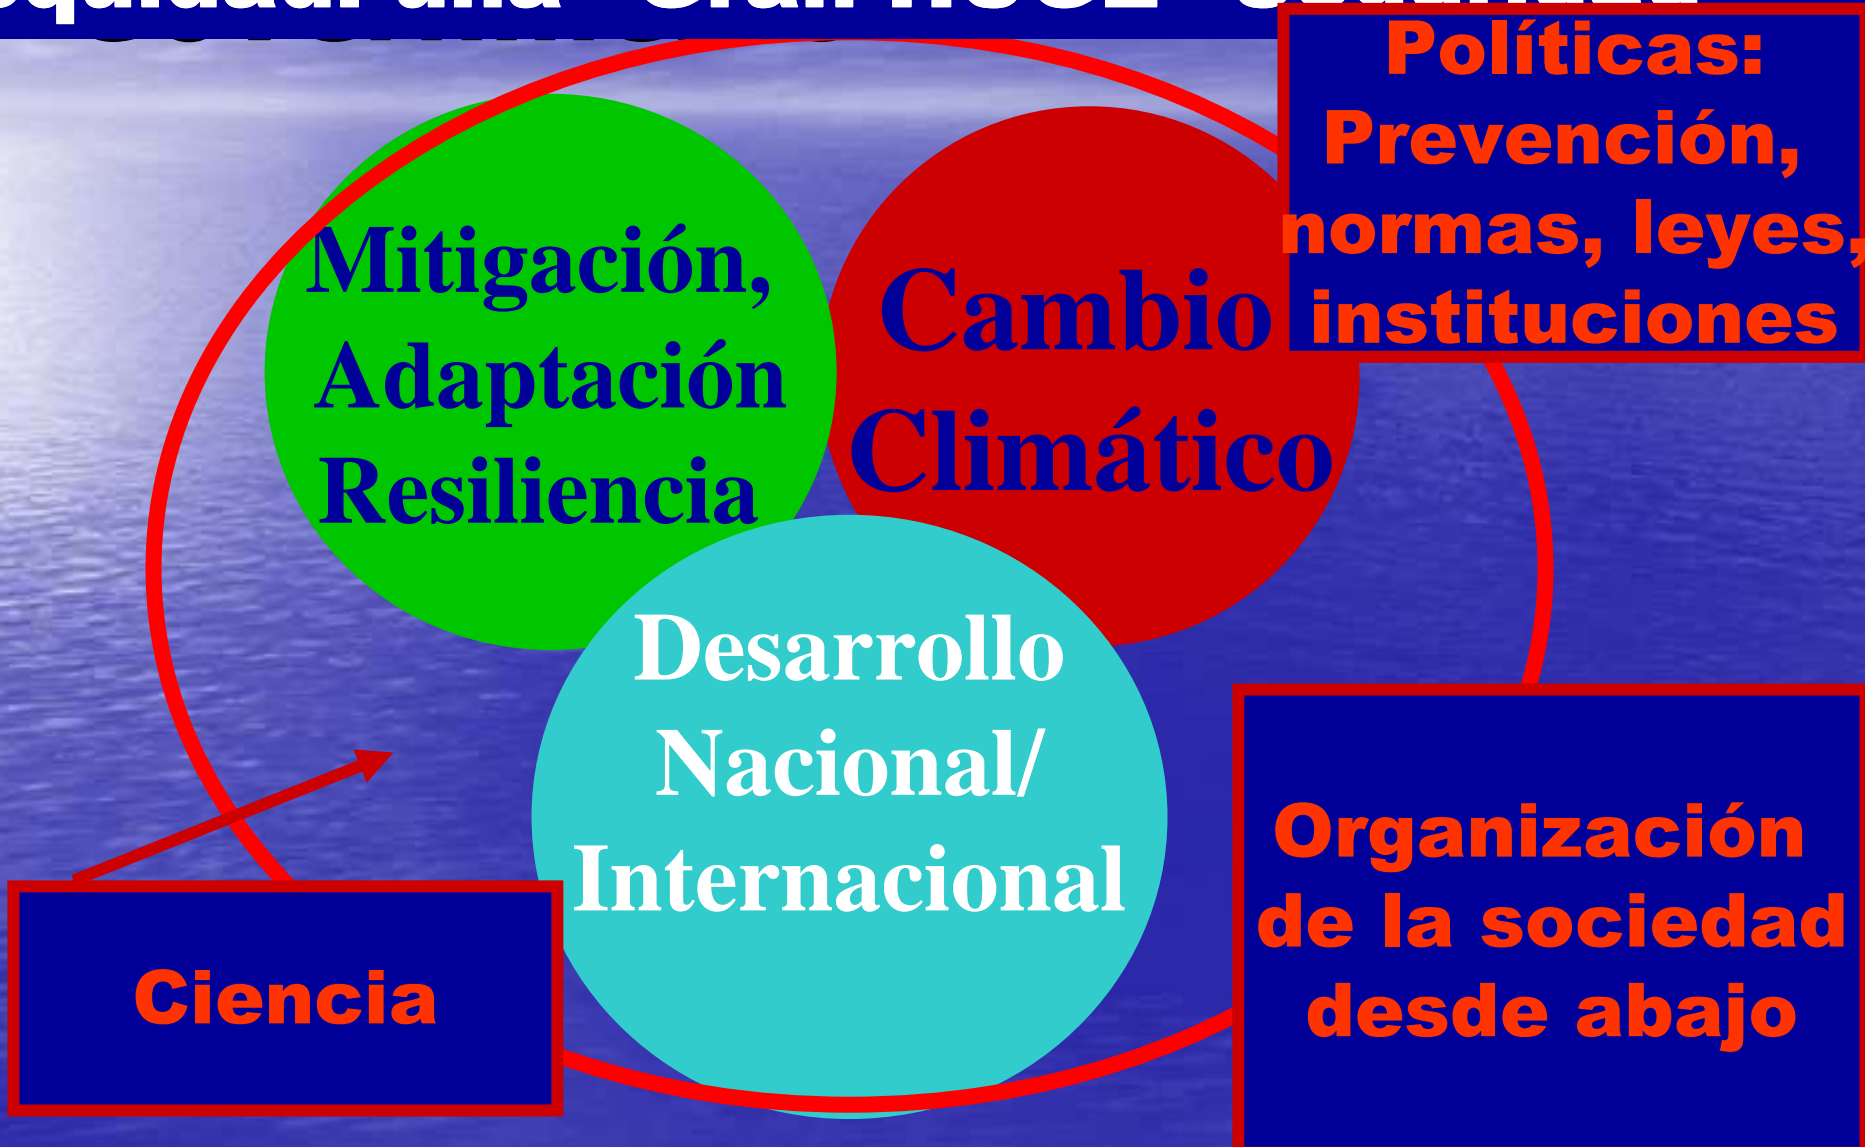 una
Políticas:
Prevención,
normas, leyes,
instituciones
Mitigación,
Adaptación
Resiliencia
Cambio
Climático
Desarrollo
Nacional/
Internacional
Ciencia
Organización
de la sociedad
desde abajo